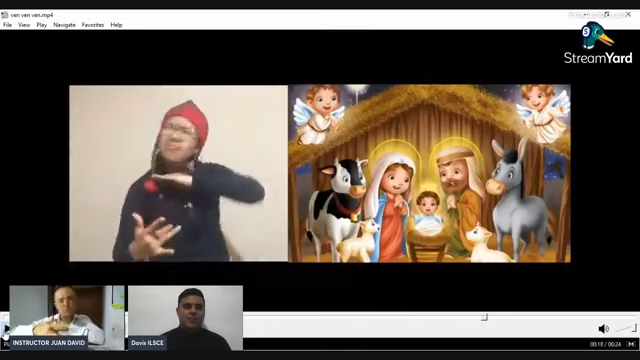 ven ven ven.mp4
File View Play Navigate Favorites Help
StreamYard
INSTRUCTOR JUAN DAVID
Davis ILSCE
00:18 / 00:24